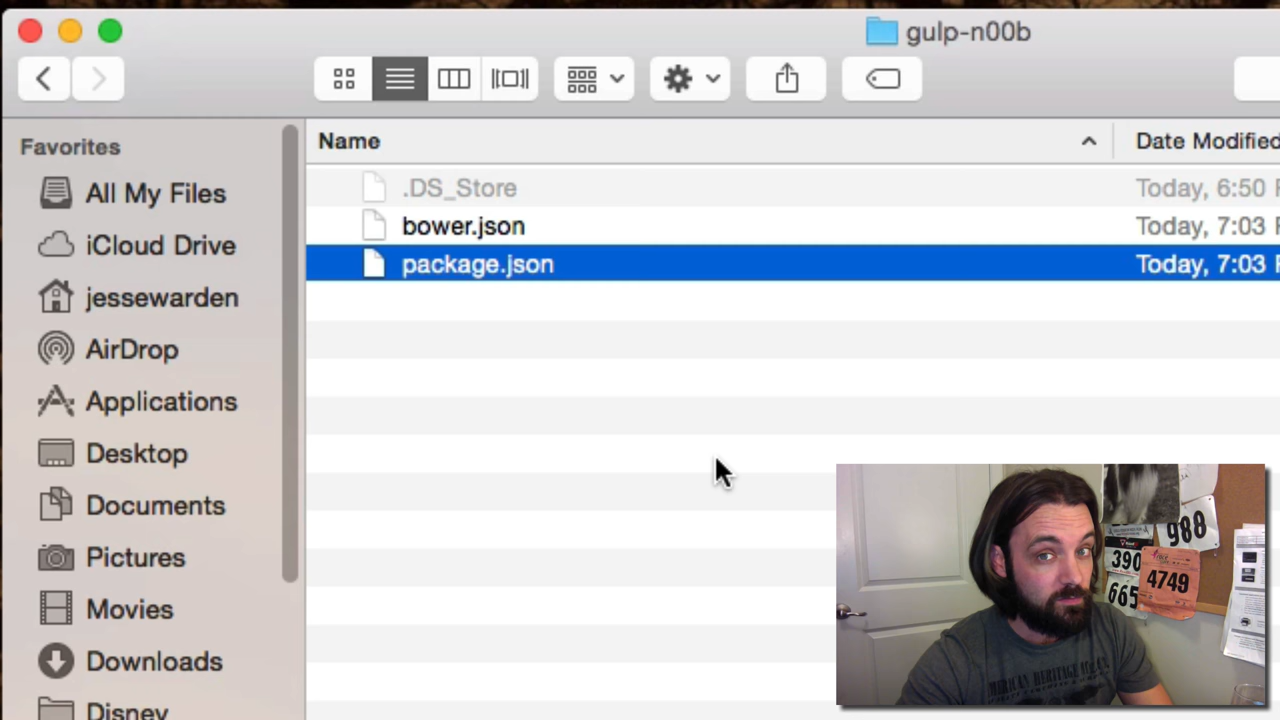 gulp-n00b
Favorites
All My Files
iCloud Drive
jessewarden
AirDrop
Applications
Desktop
Documents
Pictures
Movies
Downloads
Disney
Name
Date Modified
.DS_Store
Today, 6:50
bower.json
Today, 7:03
package.json
Today, 7:03
988
390
4749
665